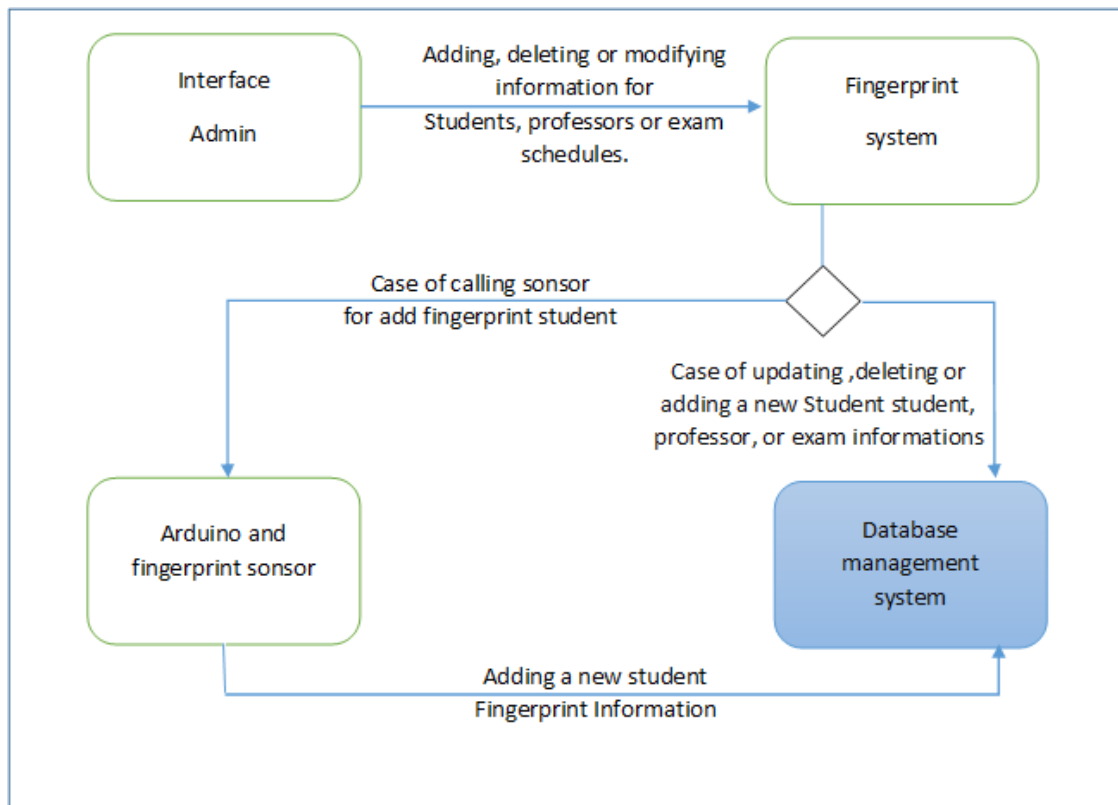 Interface
Admin
Adding, deleting or modifying
information for
Students, professors or exam
schedules.
Fingerprint
system
Case of calling sonsor
for add fingerprint student
Case of updating ,deleting or
adding a new Student student,
professor, or exam informations
Arduino and
fingerprint sonsor
Database
management
system
Adding a new student
Fingerprint Information